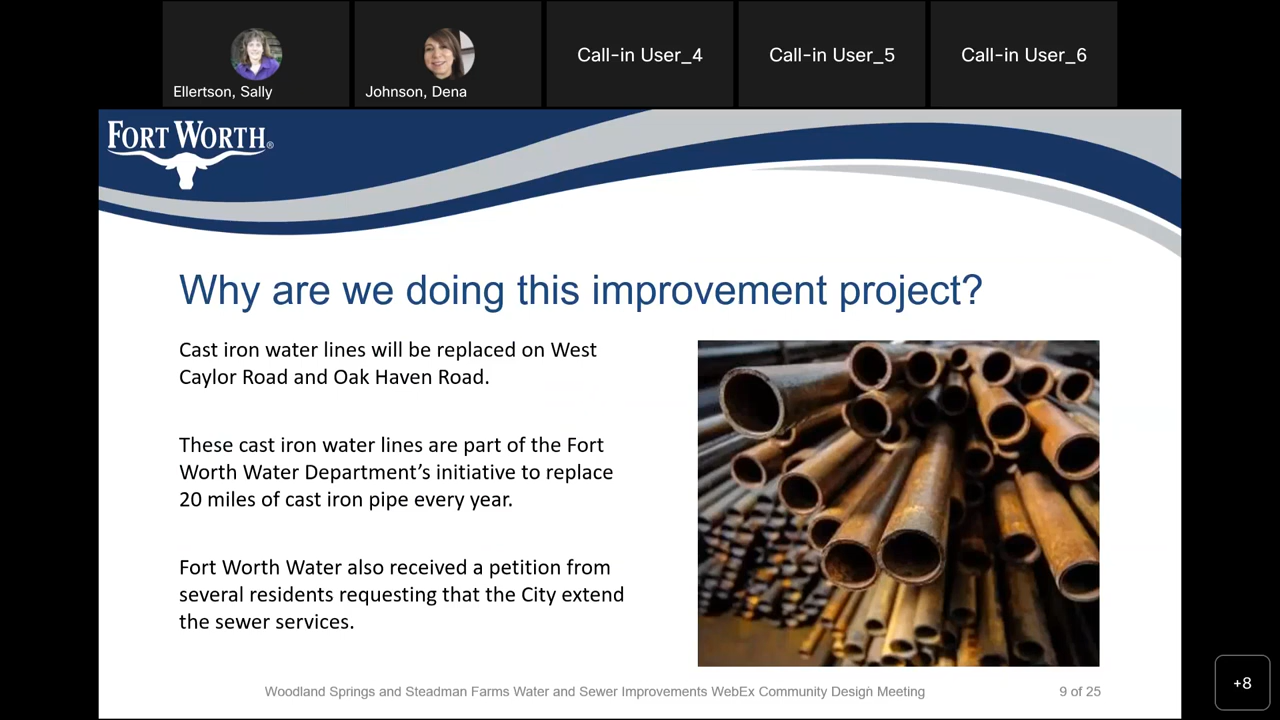 Ellertson, Sally
Johnson, Dena
Call-in User_4
Call-in User_5
Call-in User_6
FORT WORTH®
Why are we doing this improvement project?
Cast iron water lines will be replaced on West
Caylor Road and Oak Haven Road.
These cast iron water lines are part of the Fort
Worth Water Department’s initiative to replace
20 miles of cast iron pipe every year.
Fort Worth Water also received a petition from
several residents requesting that the City extend
the sewer services.
Woodland Springs and Steadman Farms Water and Sewer Improvements WebEx Community Design Meeting
9 of 25
+8